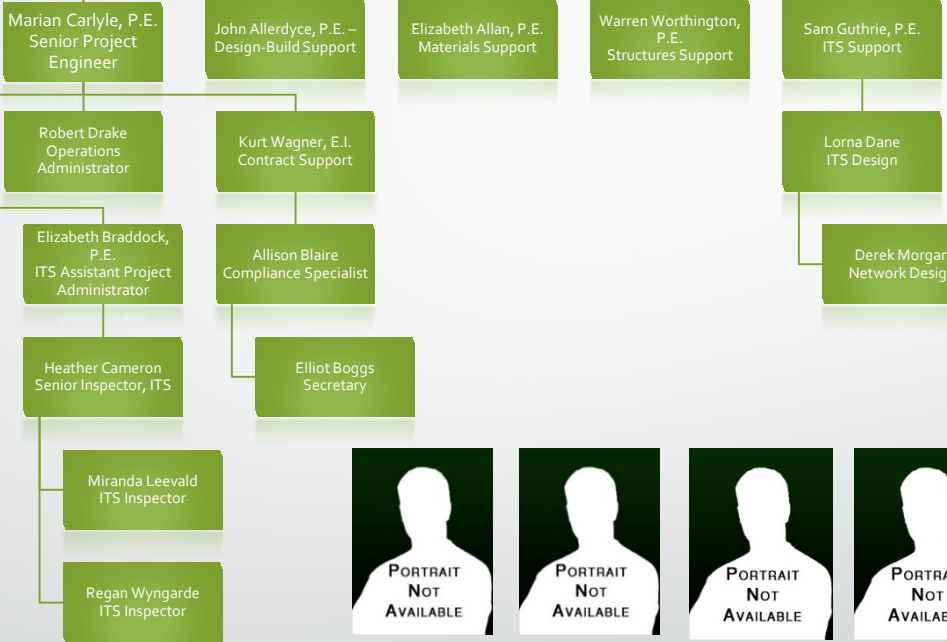 Marian Carlyle, P.E.
Senior Project
Engineer
John Allerdyce, P.E. –
Design-Build Support
Elizabeth Allan, P.E.
Materials Support
Warren Worthington,
P.E.
Structures Support
Sam Guthrie, P.E.
ITS Support
Robert Drake
Operations
Administrator
Kurt Wagner, E.I.
Contract Support
Lorna Dane
ITS Design
Elizabeth Braddock,
P.E.
ITS Assistant Project
Administrator
Allison Blaire
Compliance Specialist
Derek Morgan
Network Desig
Heather Cameron
Senior Inspector, ITS
Elliot Boggs
Secretary
Miranda Leevald
ITS Inspector
Regan Wyngarde
ITS Inspector
PORTRAIT
NOT
AVAILABLE
PORTRAIT
NOT
AVAILABLE
PORTRAIT
NOT
AVAILABLE
PORTRA
NOT
AVAILAB